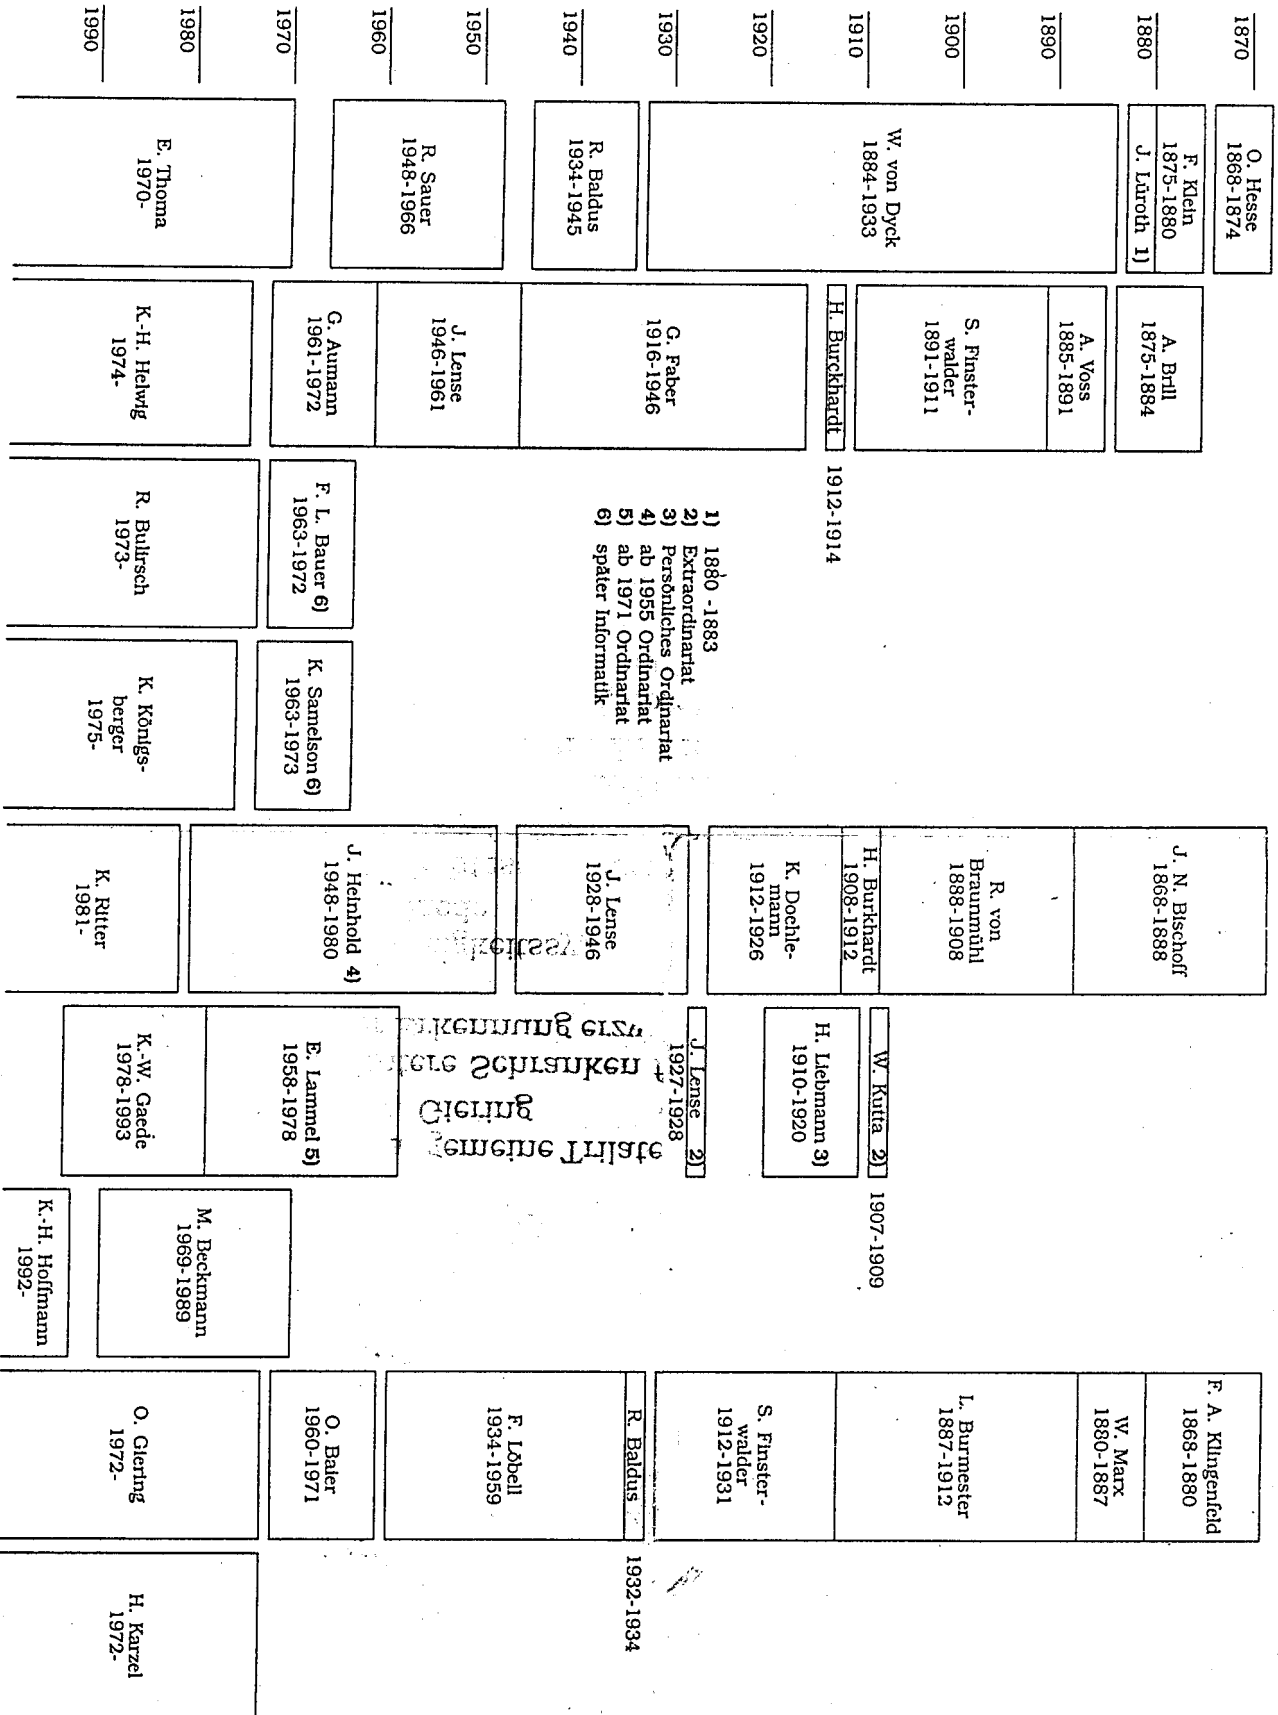 1870
1880
1890
1900
1910
1920
1930
1940
1950
1960
1970
1980
1990
O. Hesse
1868-1874
F. Klein
1875-1880
J. Lüroth 1)
W. von Dyck
1884-1933
R. Baldus
1934-1945
R. Sauer
1948-1966
E. Thoma
1970-
A. Brill
1875-1884
A. Voss
1885-1891
S. Finster-
walder
1891-1911
H. Burckhardt
1912-1914
G. Faber
1916-1946
J. Lense
1946-1961
G. Aumann
1961-1972
K.-H. Helwig
1974-
F. L. Bauer 6)
1963-1972
R. Bulirsch
1973-
K. Samelson 6)
1963-1973
K. Königs-
berger
1975-
1) 1880 -1883
2) Extraordinariat
3) Persönliches Ordinariat
4) ab 1955 Ordinariat
5) ab 1971 Ordinariat
6) später Informatik
J. N. Bischoff
1868-1888
R. von
Braunmühl
1888-1908
H. Burkhardt
1908-1912
K. Doehle-
mann
1912-1926
J. Lense
1928-1946
J. Heinhold 4)
1948-1980
K. Ritter
1981-
W. Kutta 2)
1907-1909
H. Liebmann 3)
1910-1920
J. Lense 2)
1927-1928
E. Lammel 5)
1958-1978
K.-W. Gaede
1978-1993
M. Beckmann
1969-1989
K.-H. Hoffmann
1992-
F. A. Klingenfeld
1868-1880
W. Marx
1880-1887
L. Burmester
1887-1912
S. Finster-
walder
1912-1931
R. Baldus
1932-1934
F. Löbell
1934-1959
O. Baier
1960-1971
O. Giering
1972-
H. Karzel
1972-
emeine Trilate
Giering
tere Schranken
rkennung erzw
gkeitssy